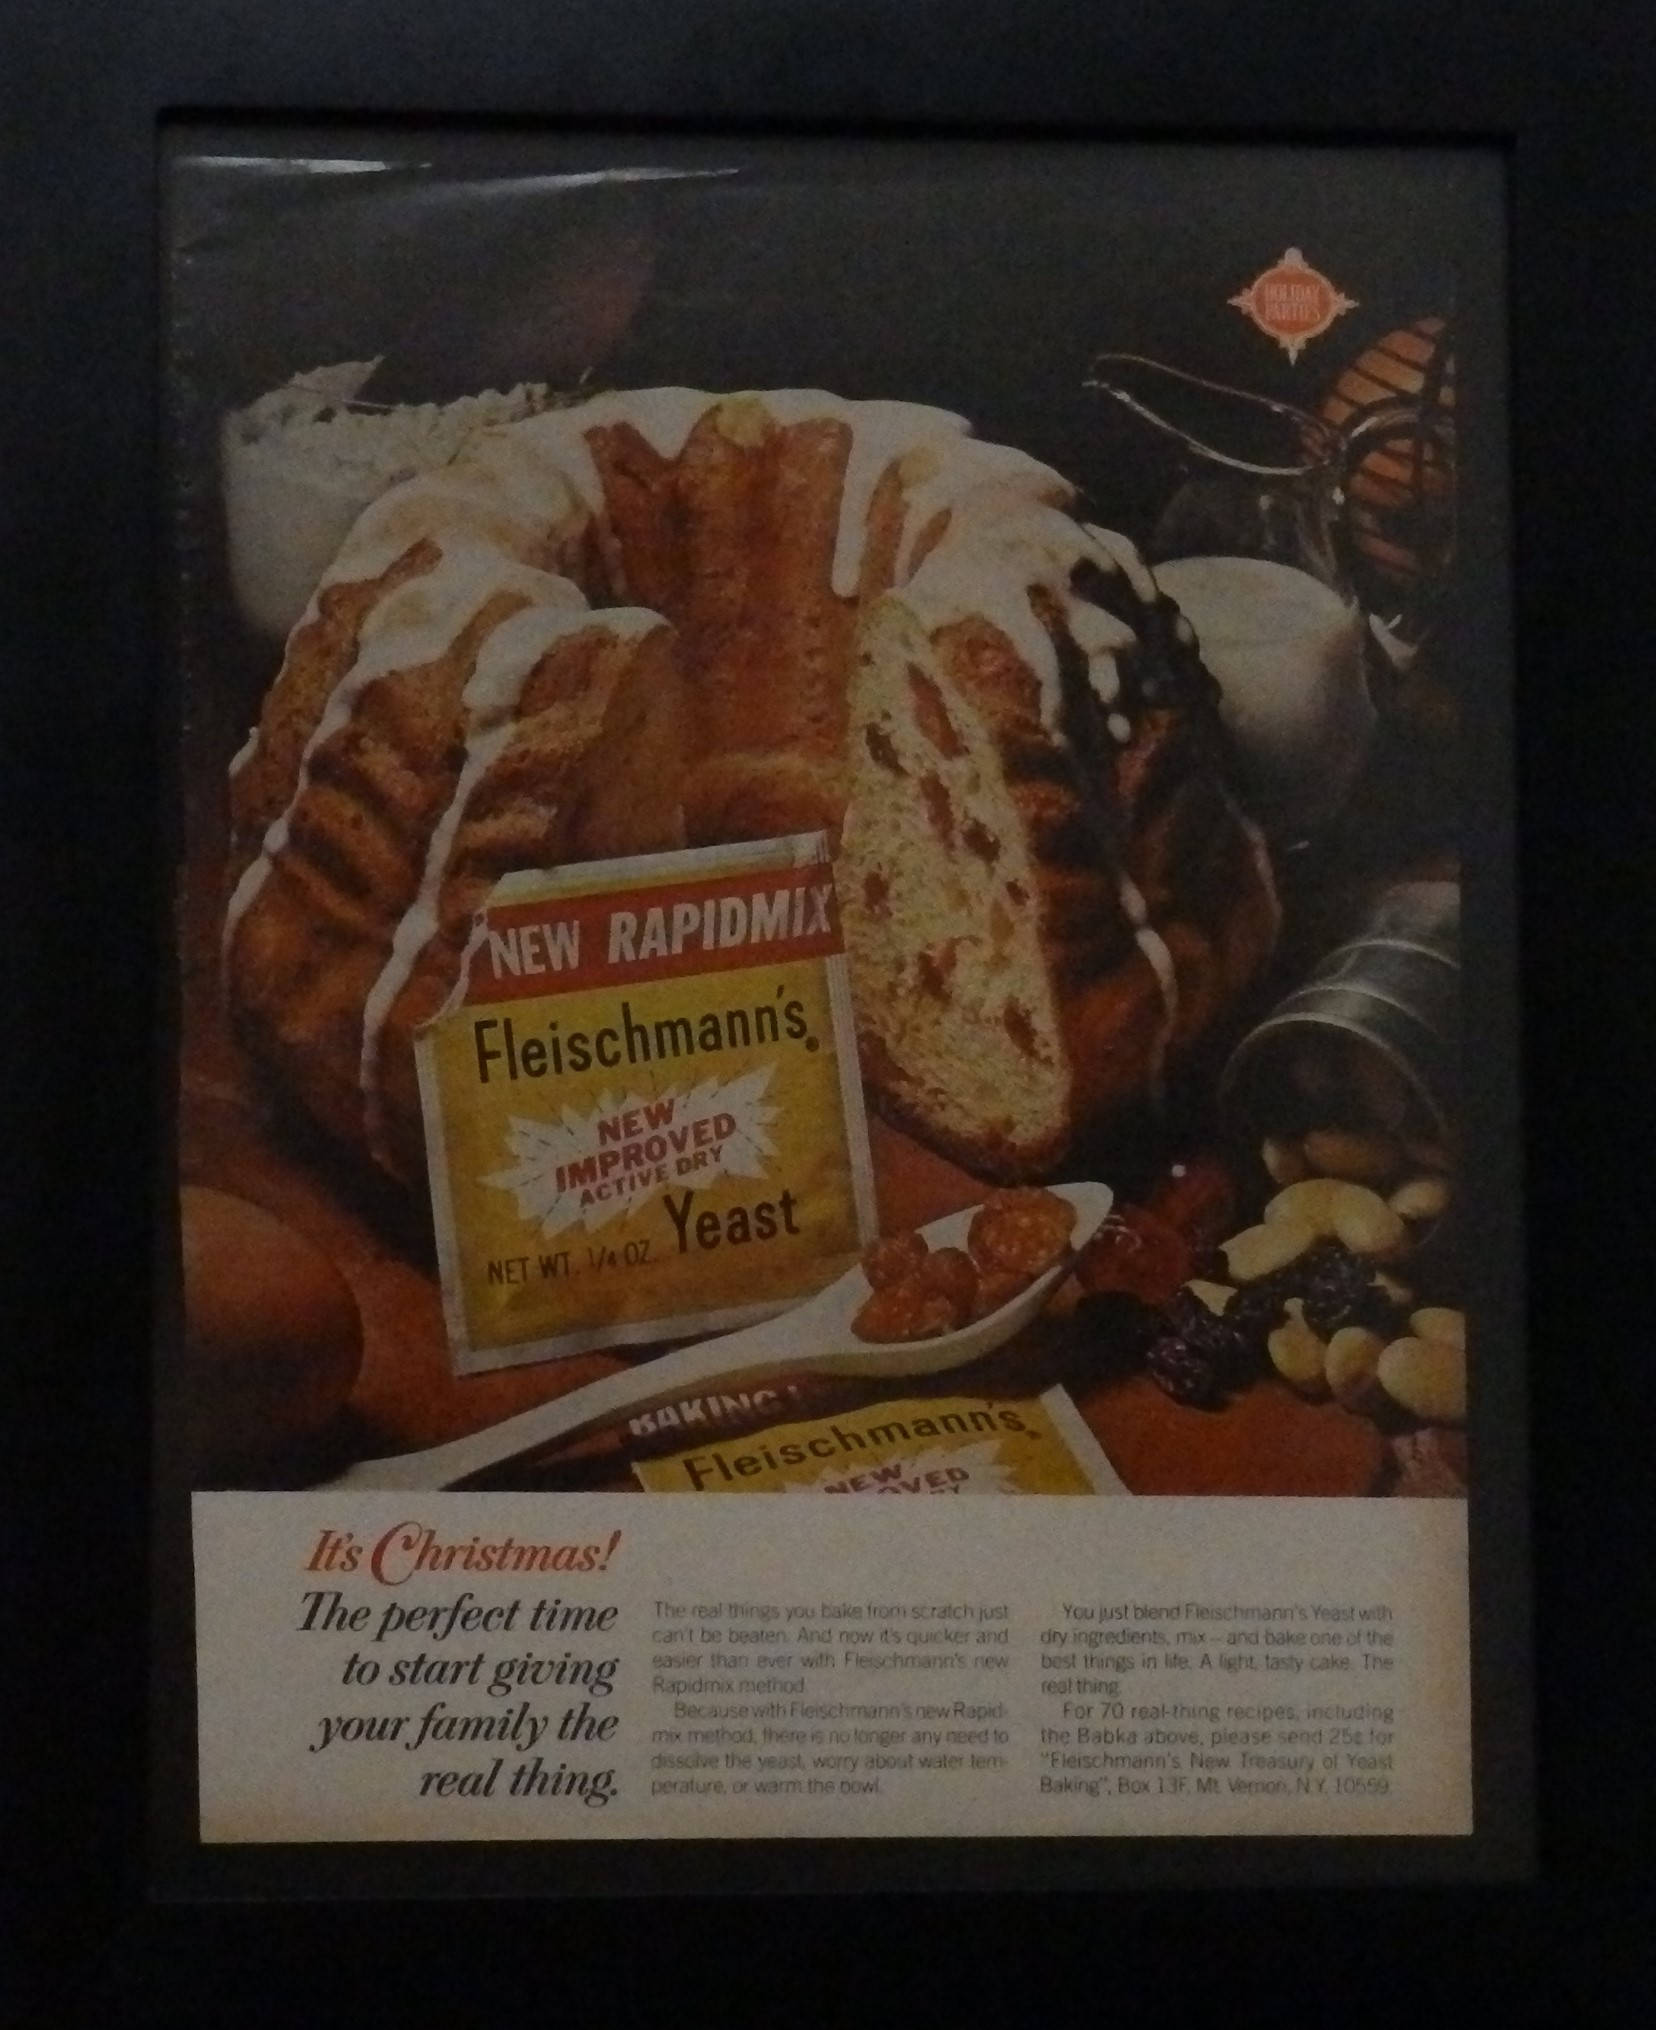 HOLIDAY
PARTIES
NEW RAPIDMIX
Fleischmann's®
NEW
IMPROVED
ACTIVE DRY
Yeast
NET WT. 1/4 OZ.
BAKING
Fleischmann's®
NEW
It's Christmas!
The perfect time
to start giving
your family the
real thing.
The real things you bake from scratch just
can't be beaten. And now it's quicker and
easier than ever with Fleischmann's new
Rapidmix method.
Because with Fleischmann's new Rapid-
mix method, there is no longer any need to
dissolve the yeast, worry about water tem-
perature, or warm the bowl.
You just blend Fleischmann's Yeast with
dry ingredients, mix—and bake one of the
best things in life. A light, tasty cake. The
real thing.
For 70 real-thing recipes, including
the Babka above, please send 25¢ for
"Fleischmann's New Treasury of Yeast
Baking", Box 13F, Mt. Vernon, N.Y. 10559.